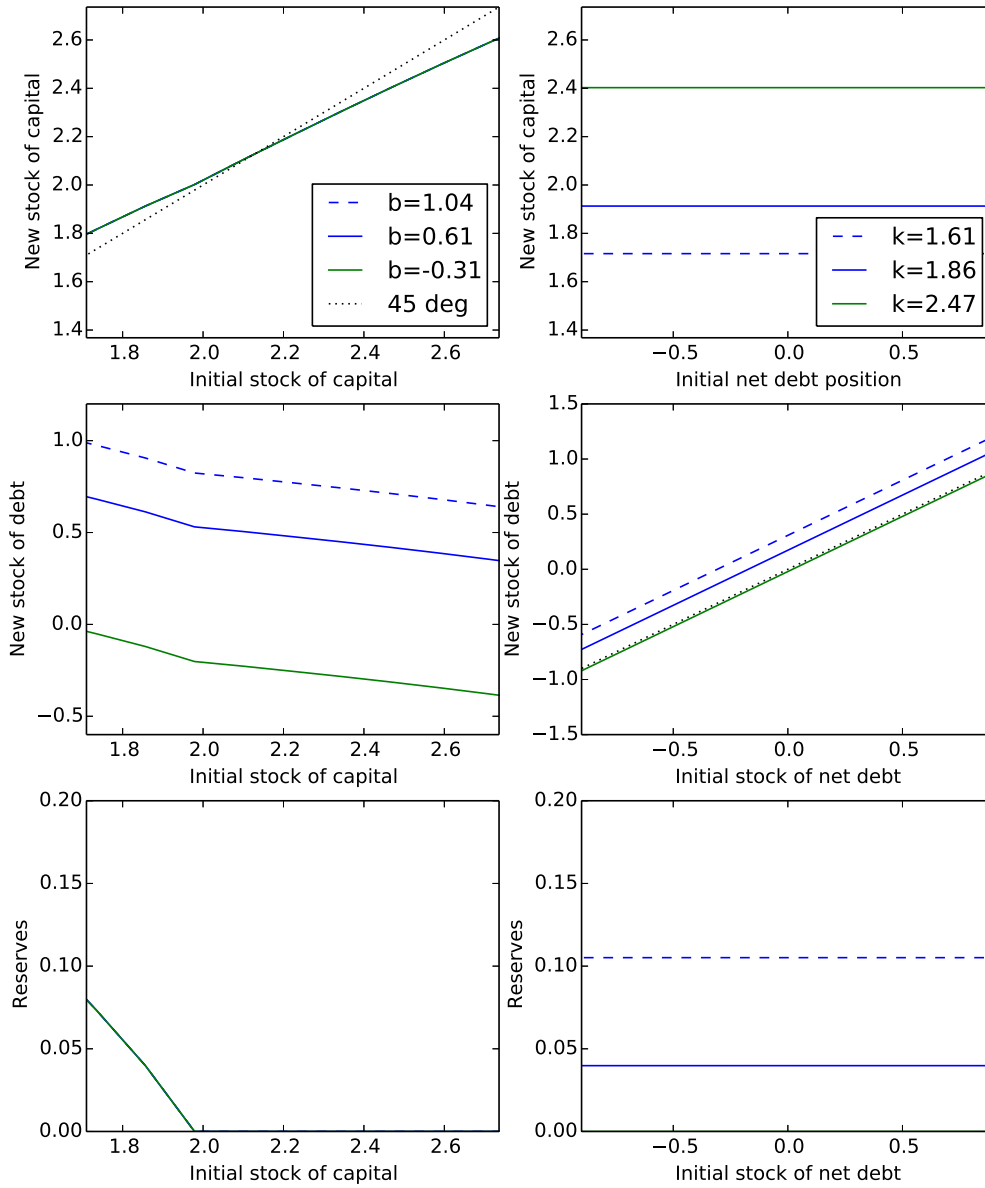 New stock of capital
2.6
2.4
2.2
2.0
1.8
1.6
1.4
b=1.04
b=0.61
b=-0.31
45 deg
1.8 2.0 2.2 2.4 2.6
Initial stock of capital
New stock of capital
2.6
2.4
2.2
2.0
1.8
1.6
1.4
k=1.61
k=1.86
k=2.47
−0.5 0.0 0.5
Initial net debt position
New stock of debt
1.0
0.5
0.0
−0.5
1.8 2.0 2.2 2.4 2.6
Initial stock of capital
New stock of debt
1.5
1.0
0.5
0.0
−0.5
−1.0
−1.5
−0.5 0.0 0.5
Initial stock of net debt
Reserves
0.20
0.15
0.10
0.05
0.00
1.8 2.0 2.2 2.4 2.6
Initial stock of capital
Reserves
0.20
0.15
0.10
0.05
0.00
−0.5 0.0 0.5
Initial stock of net debt